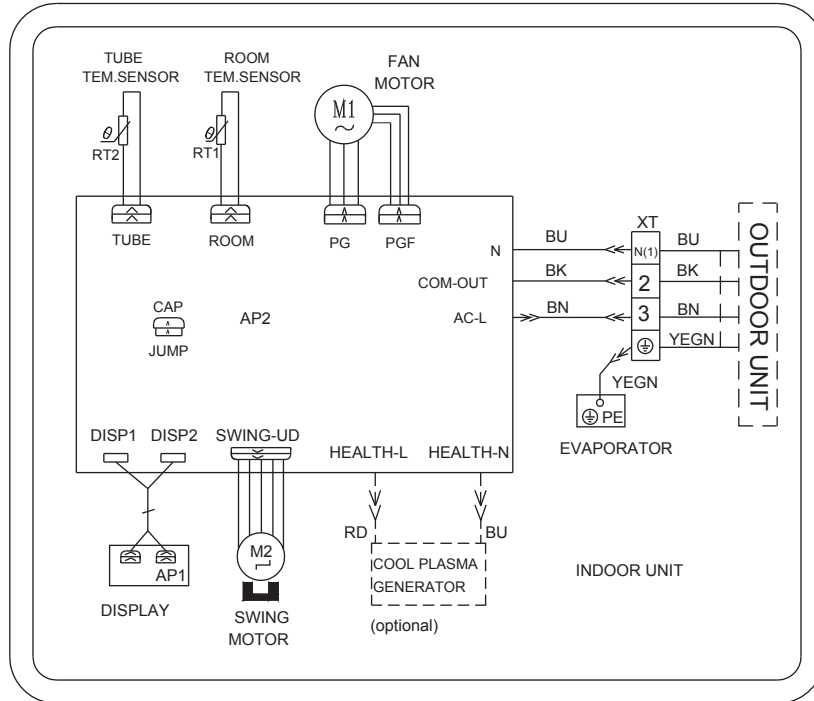 TUBE
TEM.SENSOR
ROOM
TEM.SENSOR
FAN
MOTOR
M1
θ
RT2
θ
RT1
TUBE
ROOM
PG
PGF
XT
N
BU
N(1)
BU
COM-OUT
BK
2
BK
AC-L
BN
3
BN
YEGN
YEGN
PE
EVAPORATOR
OUTDOOR UNIT
CAP
JUMP
AP2
DISP1
DISP2
SWING-UD
HEALTH-L
HEALTH-N
RD
BU
M2
AP1
DISPLAY
SWING
MOTOR
COOL PLASMA
GENERATOR
(optional)
INDOOR UNIT